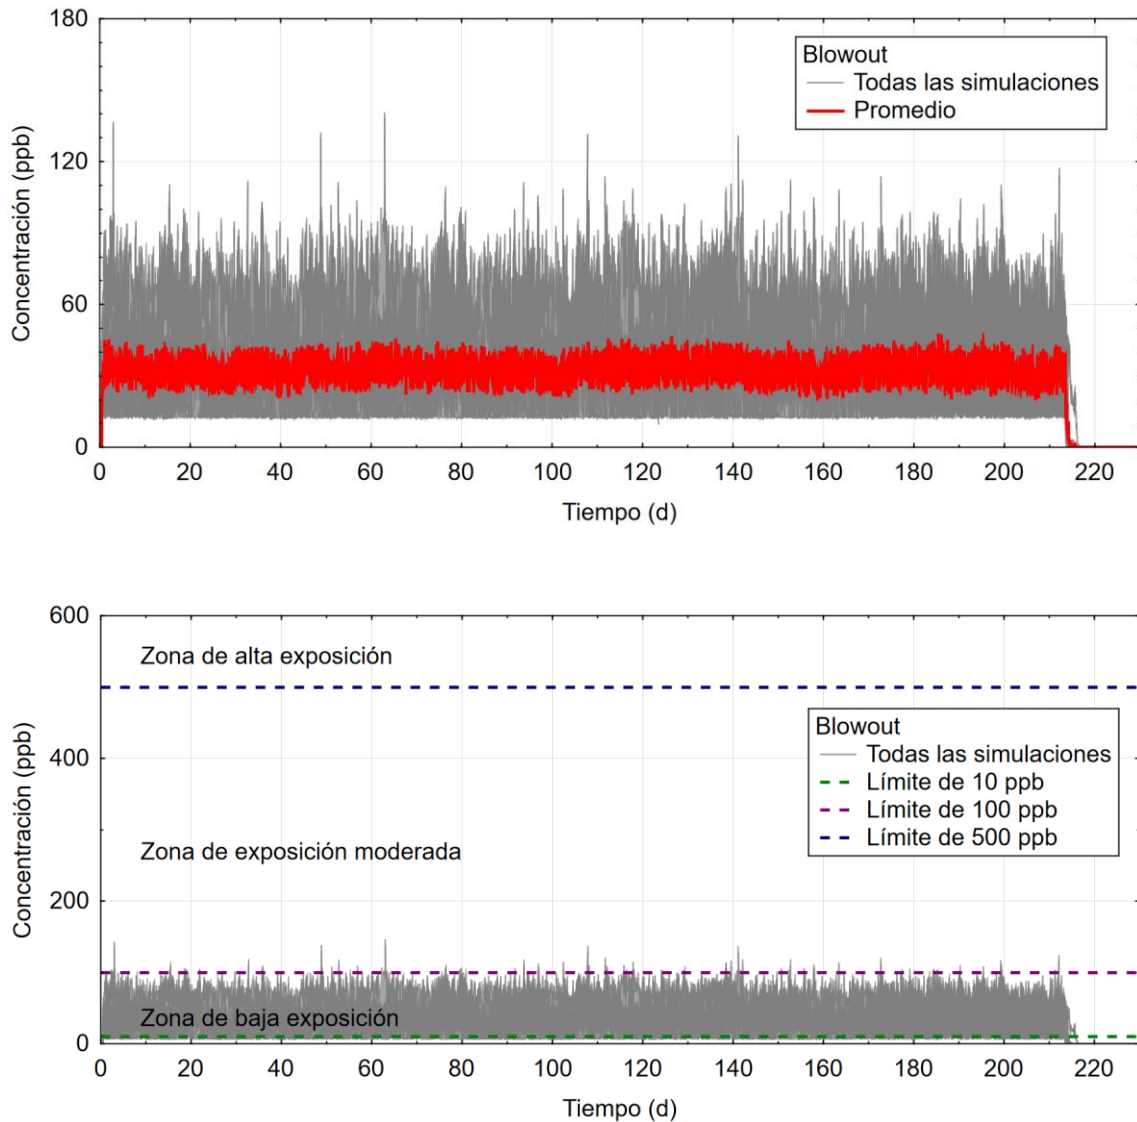 180
120
60
0
Concentración (ppb)
Blowout
Todas las simulaciones
Promedio
0 20 40 60 80 100 120 140 160 180 200 220
Tiempo (d)
600
400
200
0
Concentración (ppb)
Zona de alta exposición
Blowout
Todas las simulaciones
Límite de 10 ppb
Límite de 100 ppb
Límite de 500 ppb
Zona de exposición moderada
Zona de baja exposición
0 20 40 60 80 100 120 140 160 180 200 220
Tiempo (d)